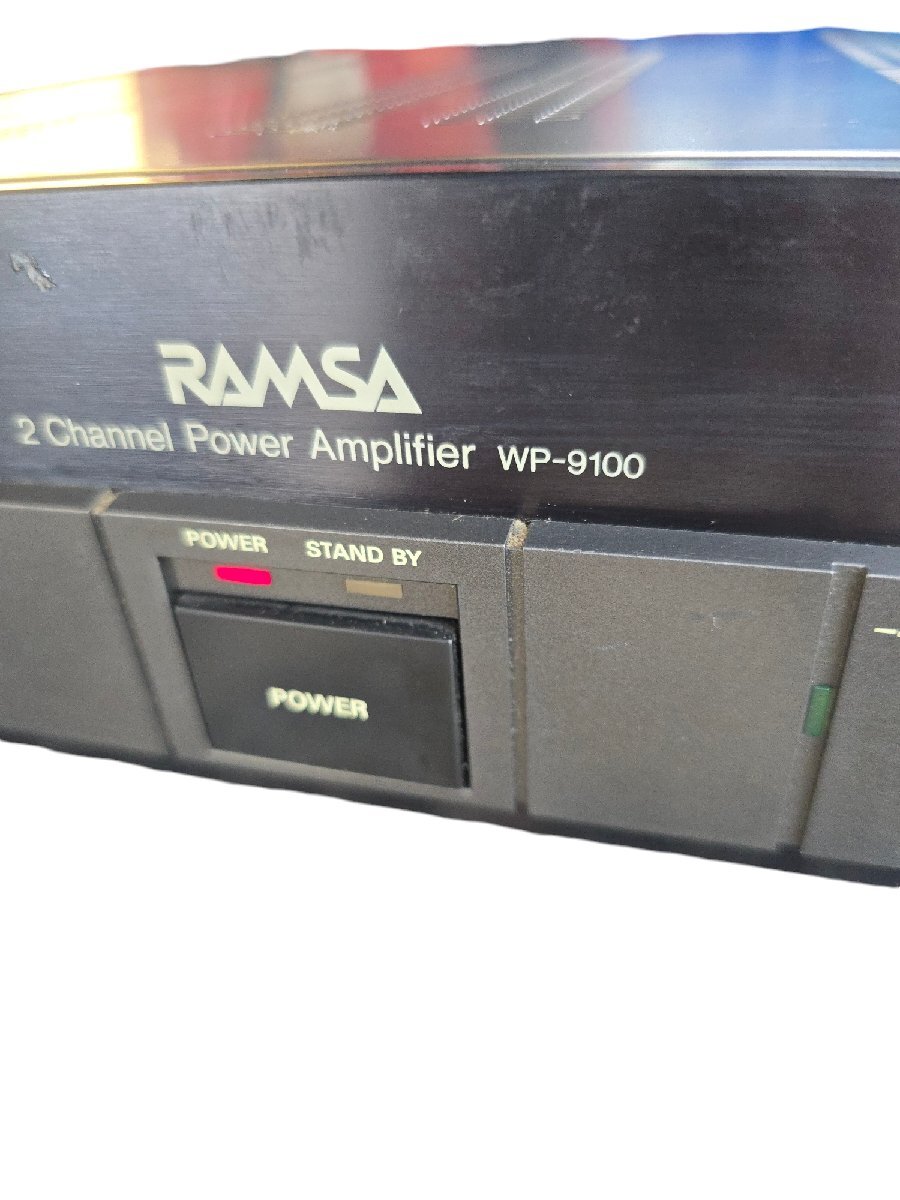 RAMSA
2 Channel Power Amplifier WP-9100
POWER STAND BY
POWER